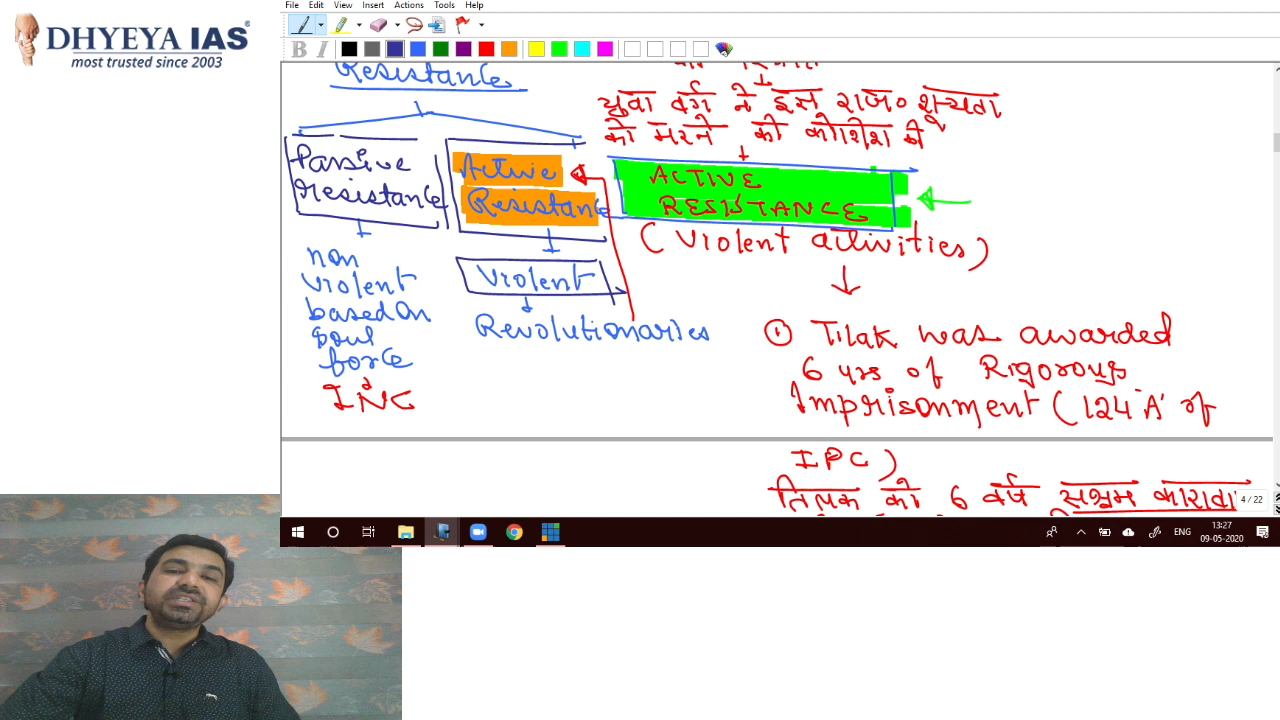 DHYEYA IAS®
most trusted since 2003
File Edit View Insert Actions Tools Help
B I
Resistance
Passive
resistance
non
violent
based on
soul
force
INC
Active
Resistance
Violent
Revolutionaries
युवा वर्ग ने इस राज० शून्यता
को भरने की कोशिश में
ACTIVE
RESISTANCE
(Violent activities)
① Tilak was awarded
6 yrs of Rigorous
Imprisonment (124 'A' of
IPC)
तिलक को 6 वर्ष सश्रम कारावा
4 / 22
ENG
13:27
09-05-2020